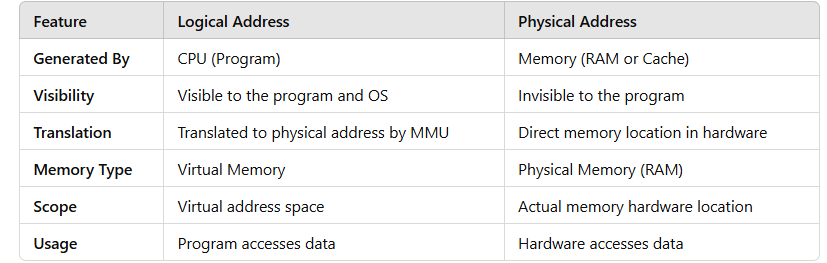 Feature Logical Address Physical Address
Generated By CPU (Program) Memory (RAM or Cache)
Visibility Visible to the program and OS Invisible to the program
Translation Translated to physical address by MMU Direct memory location in hardware
Memory Type Virtual Memory Physical Memory (RAM)
Scope Virtual address space Actual memory hardware location
Usage Program accesses data Hardware accesses data